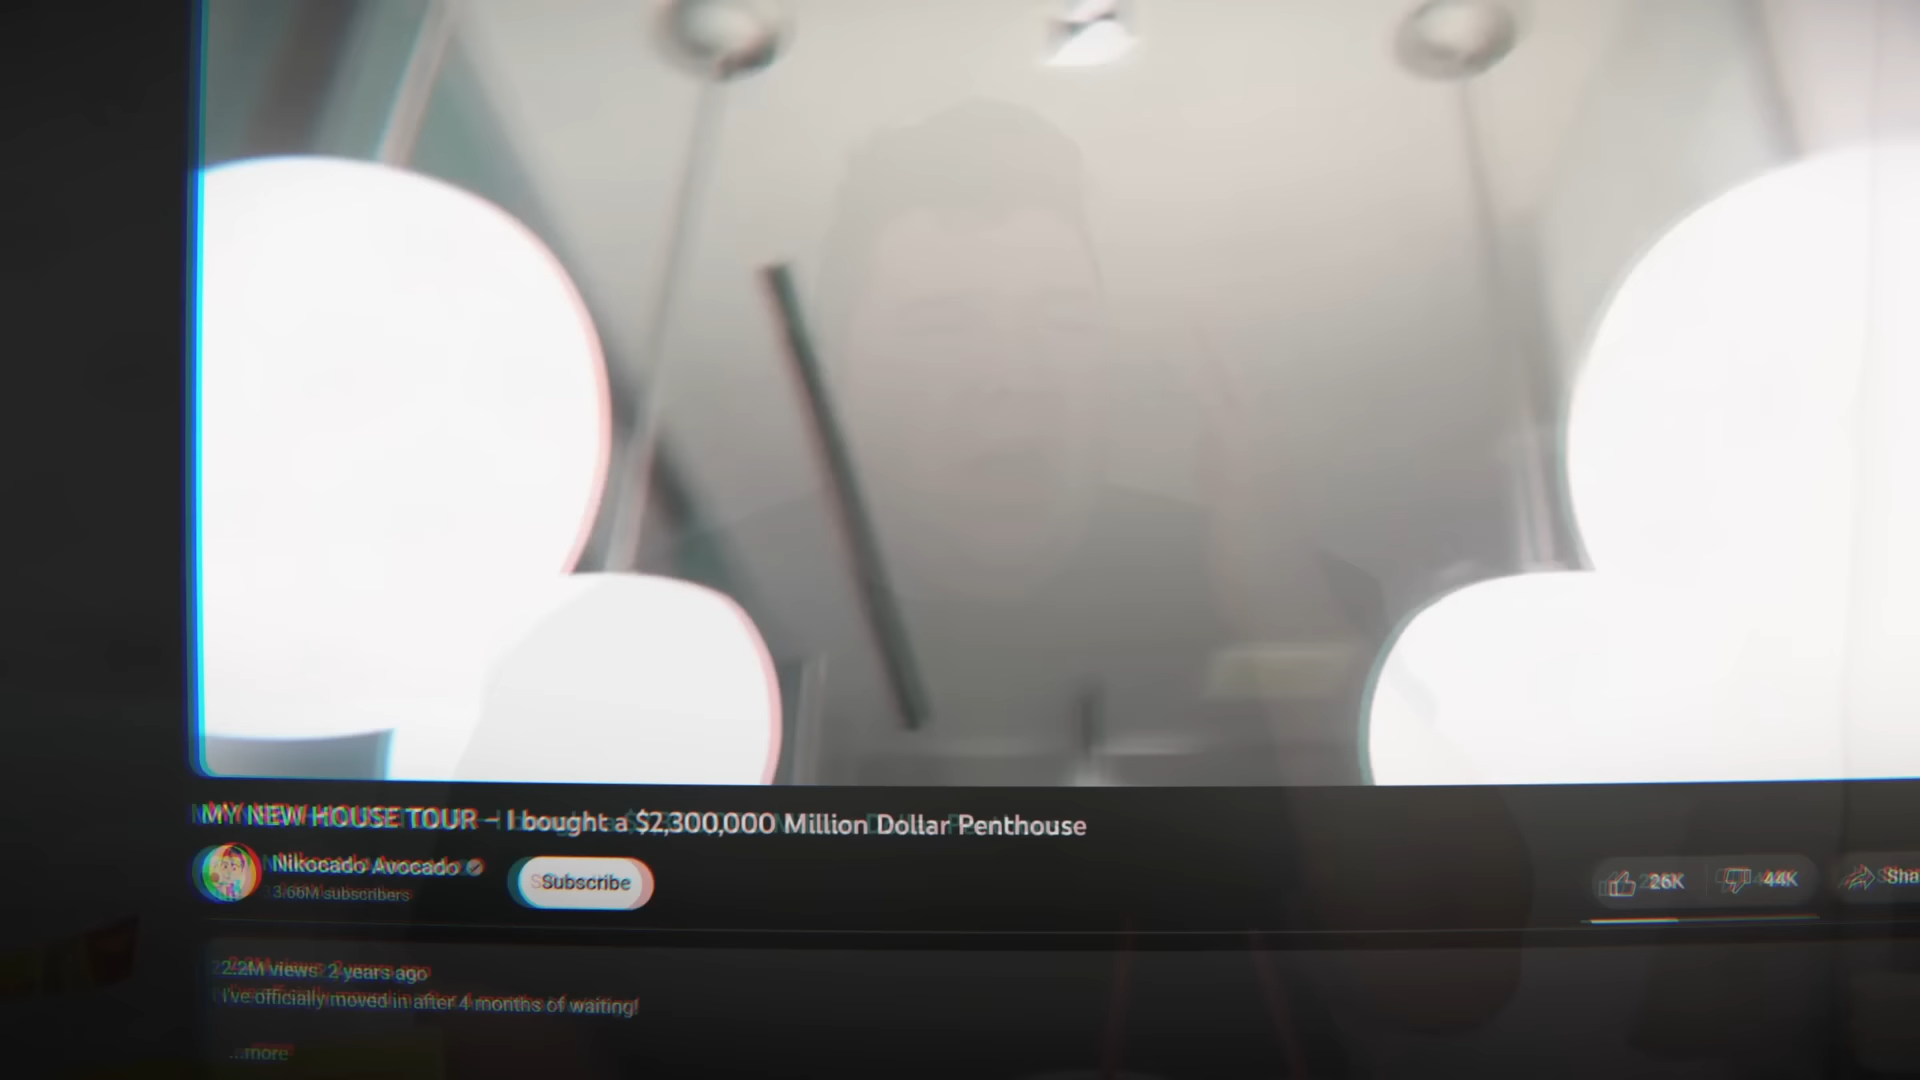 MY NEW HOUSE TOUR – I bought a $2,300,000 Million Dollar Penthouse
Nikocado Avocado
3.66M subscribers
Subscribe
26K
44K
Sha
2.2M views 2 years ago
I've officially moved in after 4 months of waiting!
...more